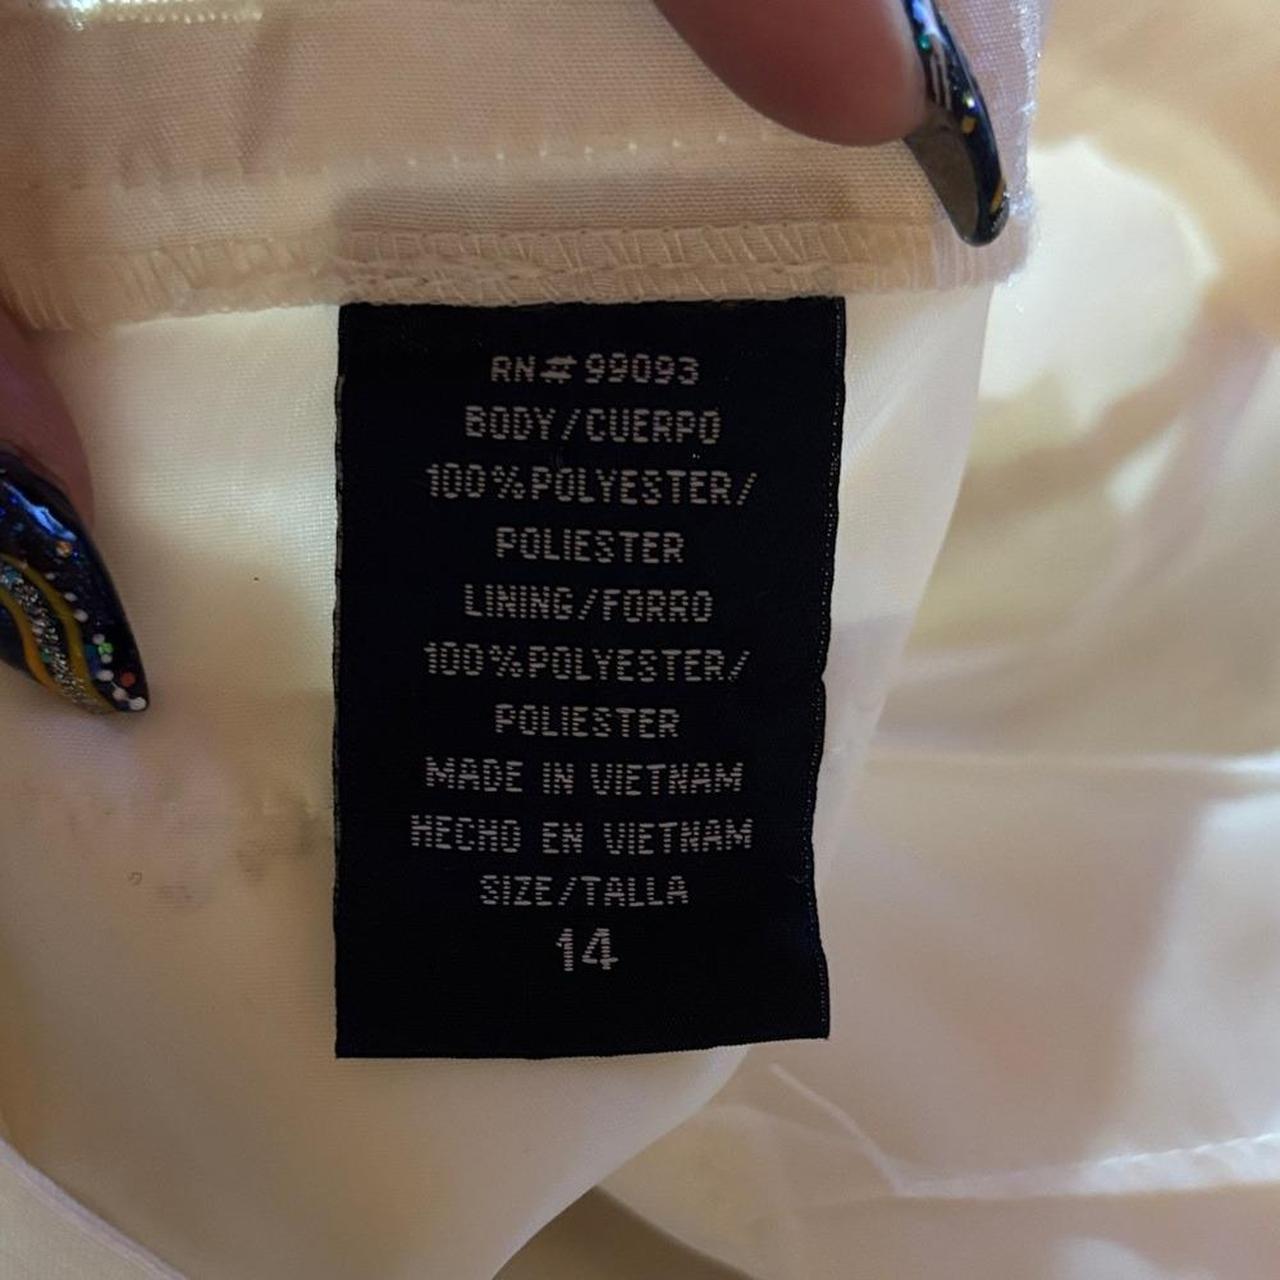 RN#99093
BODY/CUERPO
100%POLYESTER/
POLIESTER
LINING/FORRO
100%POLYESTER/
POLIESTER
MADE IN VIETNAM
HECHO EN VIETNAM
SIZE/TALLA
14